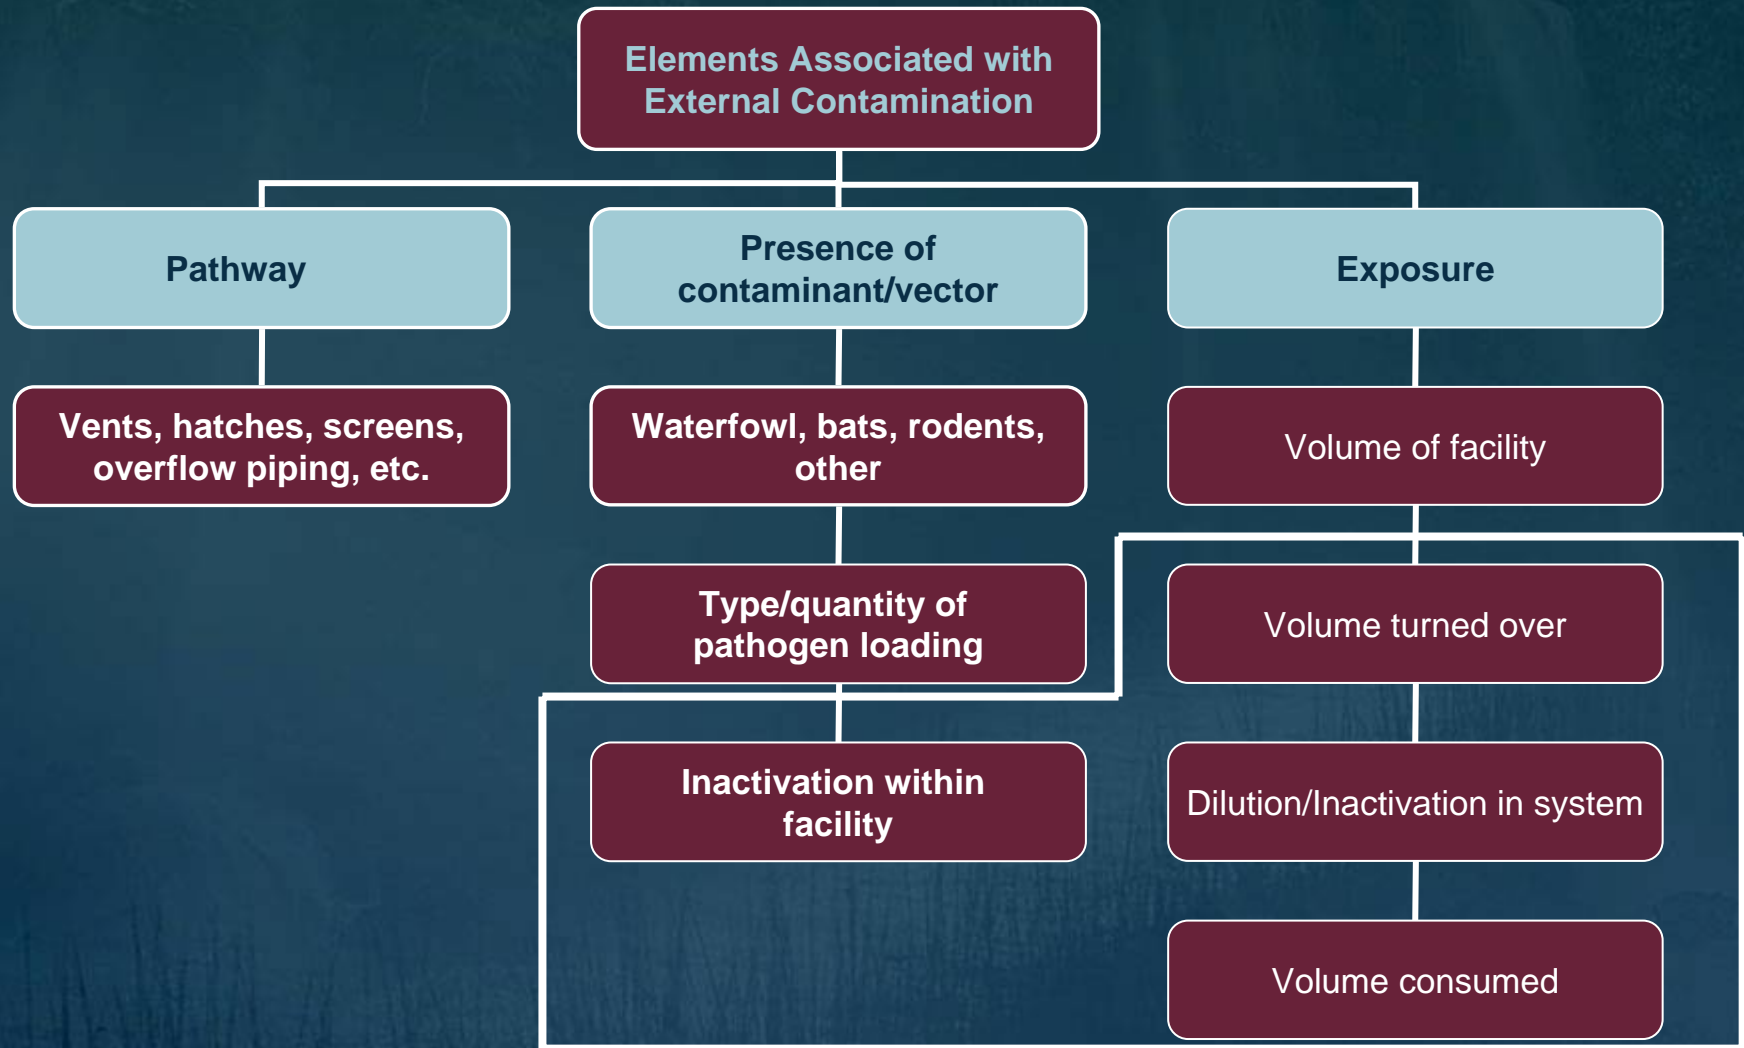 Elements Associated with
External Contamination
Pathway
Presence of
contaminant/vector
Exposure
Vents, hatches, screens,
overflow piping, etc.
Waterfowl, bats, rodents,
other
Volume of facility
Type/quantity of
pathogen loading
Volume turned over
Inactivation within
facility
Dilution/Inactivation in system
Volume consumed